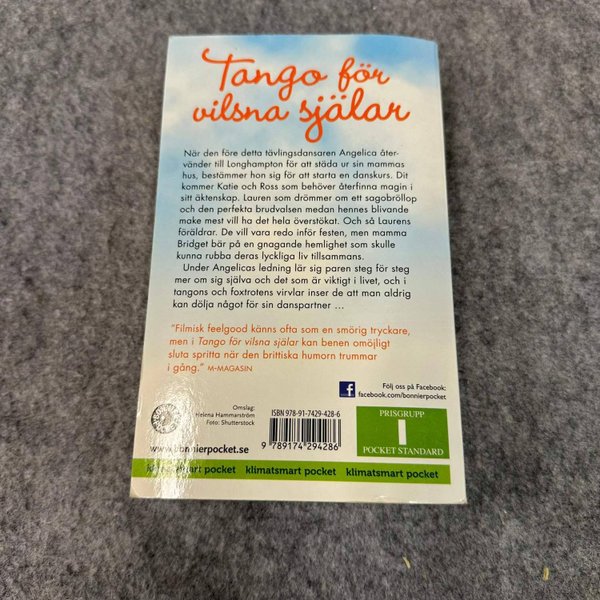 Tango för
vilsna själar
När den före detta tävlingsdansaren Angelica åter-
vänder till Longhampton för att städa ur sin mammas
hus, bestämmer hon sig för att starta en danskurs. Dit
kommer Katie och Ross som behöver återfinna magin i
sitt äktenskap. Lauren som drömmer om ett sagobröllop
och den perfekta brudvalsen medan hennes blivande
make mest vill ha det hela överstökat. Och så Laurens
föräldrar. De vill vara redo inför festen, men mamma
Bridget bär på en gnagande hemlighet som skulle
kunna rubba deras lyckliga liv tillsammans.
Under Angelicas ledning lär sig paren steg för steg
mer om sig själva och det som är viktigt i livet, och i
tangons och foxtrotens virvlar inser de att man aldrig
kan dölja något för sin danspartner ...
"Filmisk feelgood känns ofta som en smörig tryckare,
men i Tango för vilsna själar kan benen omöjligt
sluta spritta när den brittiska humorn trummar
i gång." M-MAGASIN
Följ oss på Facebook:
facebook.com/bonnierpocket
Omslag:
Helena Hammarström
Foto: Shutterstock
www.bonnierpocket.se
ISBN 978-91-7429-428-6
9 789174 294286
PRISGRUPP
I
POCKET STANDARD
klimatsmart pocket klimatsmart pocket klimatsmart pocket